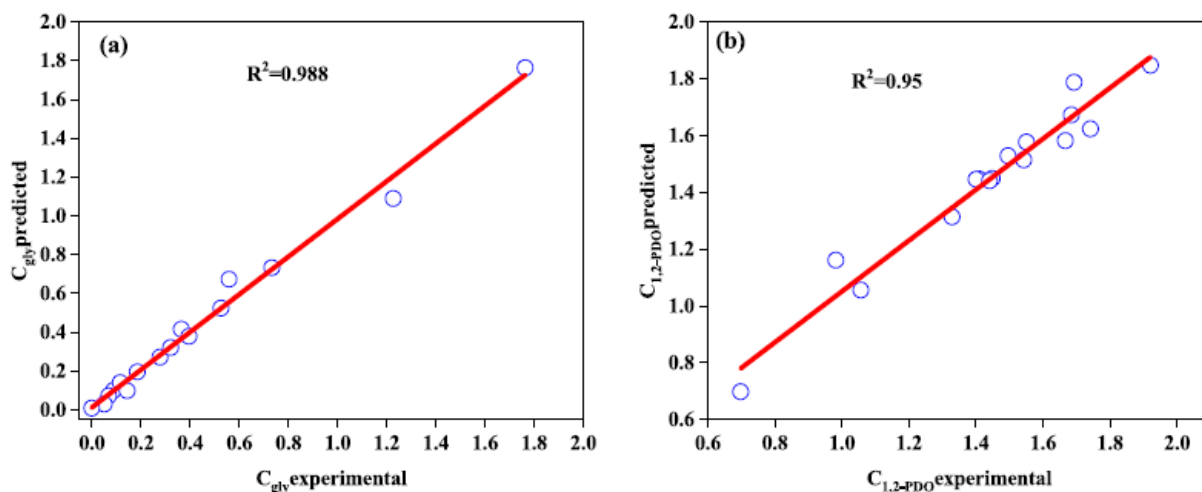 (a)
R²=0.988
2.0
1.8
1.6
1.4
1.2
1.0
0.8
0.6
0.4
0.2
0.0
C_gly predicted
0.0 0.2 0.4 0.6 0.8 1.0 1.2 1.4 1.6 1.8 2.0
C_gly experimental
(b)
R²=0.95
2.0
1.8
1.6
1.4
1.2
1.0
0.8
0.6
C_1,2-PDO predicted
0.6 0.8 1.0 1.2 1.4 1.6 1.8 2.0
C_1,2-PDO experimental